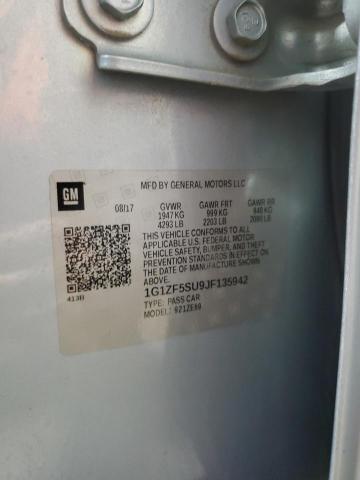 GM
MFD BY GENERAL MOTORS LLC
08/17 GVWR GAWR FRT GAWR RR
1947 KG 999 KG 948 KG
4293 LB 2203 LB 2090 LB
THIS VEHICLE CONFORMS TO ALL
APPLICABLE U.S. FEDERAL MOTOR
VEHICLE SAFETY, BUMPER, AND THEFT
PREVENTION STANDARDS IN EFFECT ON
THE DATE OF MANUFACTURE SHOWN ABOVE.
1G1ZF5SU9JF135942
TYPE: PASS CAR
413B
MODEL: 9Z1ZE69